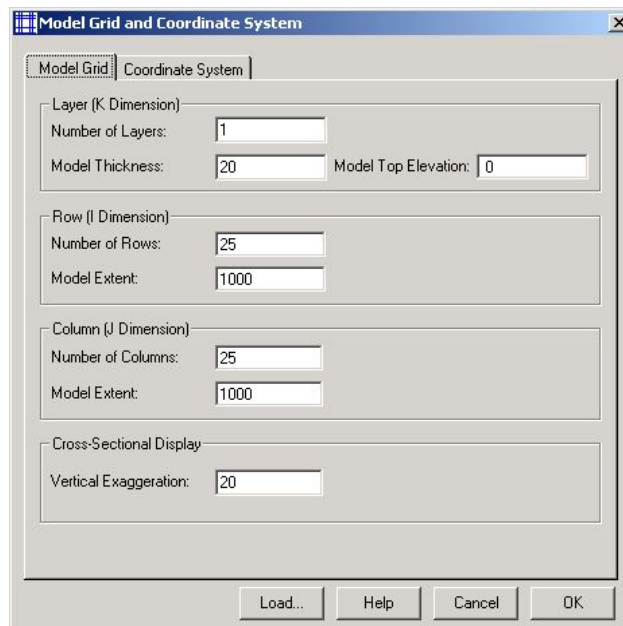 Model Grid and Coordinate System
Model Grid Coordinate System
Layer (K Dimension)
Number of Layers: 1
Model Thickness: 20 Model Top Elevation: 0
Row (I Dimension)
Number of Rows: 25
Model Extent: 1000
Column (J Dimension)
Number of Columns: 25
Model Extent: 1000
Cross-Sectional Display
Vertical Exaggeration: 20
Load... Help Cancel OK